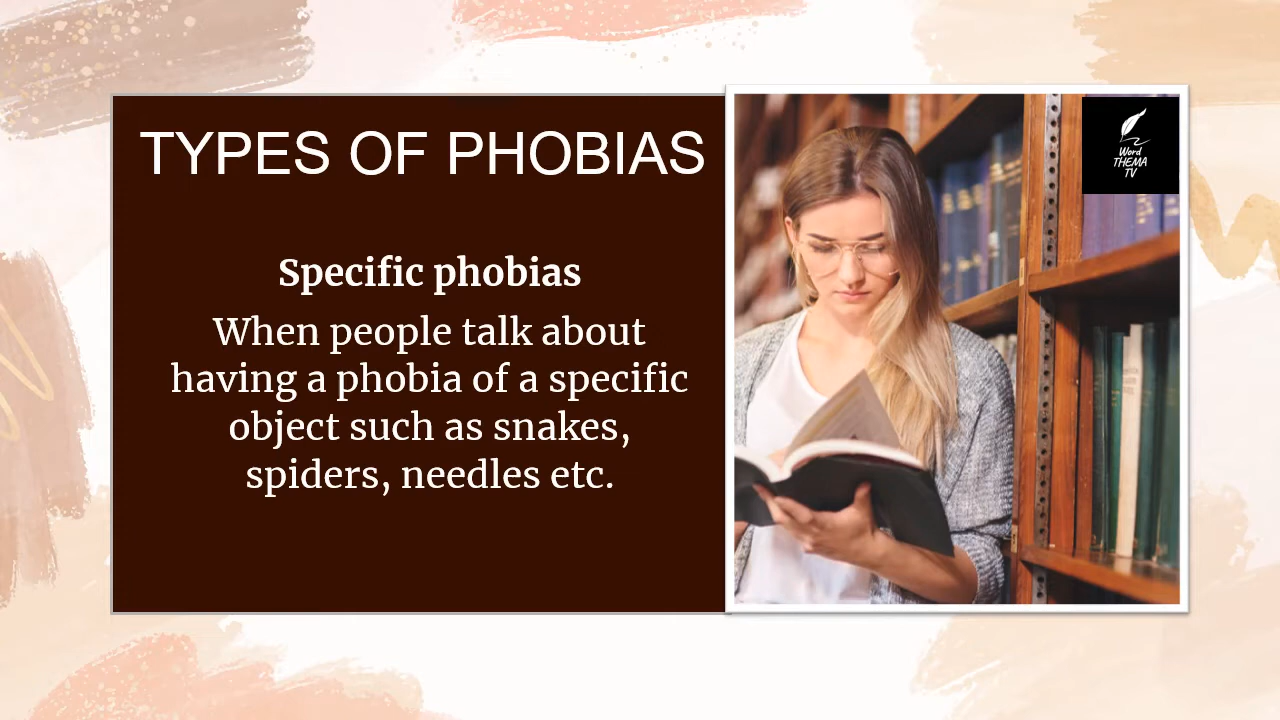 TYPES OF PHOBIAS
Specific phobias
When people talk about
having a phobia of a specific
object such as snakes,
spiders, needles etc.
Word
THEMA
TV